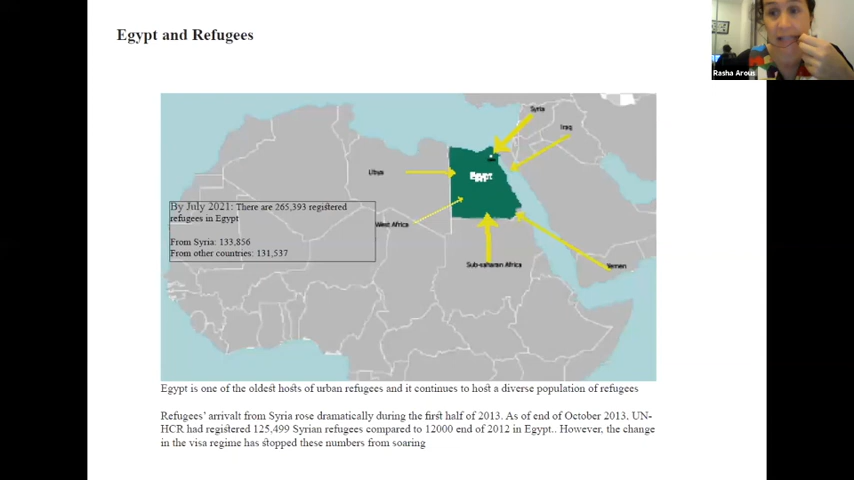 Egypt and Refugees
Rasha Arous
Syria
Iraq
Libya
Egypt
By July 2021: There are 265,393 registered
refugees in Egypt
West Africa
From Syria: 133,856
From other countries: 131,537
Sub-saharan Africa
Yemen
Egypt is one of the oldest hosts of urban refugees and it continues to host a diverse population of refugees
Refugees' arrivalt from Syria rose dramatically during the first half of 2013. As of end of October 2013, UN-
HCR had registered 125,499 Syrian refugees compared to 12000 end of 2012 in Egypt.. However, the change
in the visa regime has stopped these numbers from soaring